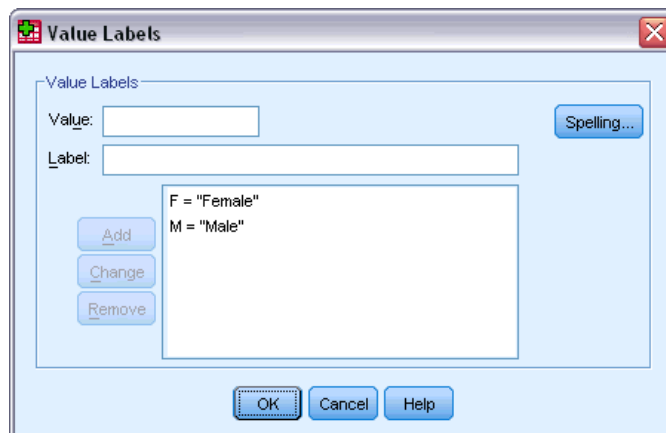 Value Labels
Value Labels
Value:
Spelling...
Label:
F = "Female"
M = "Male"
Add
Change
Remove
OK Cancel Help